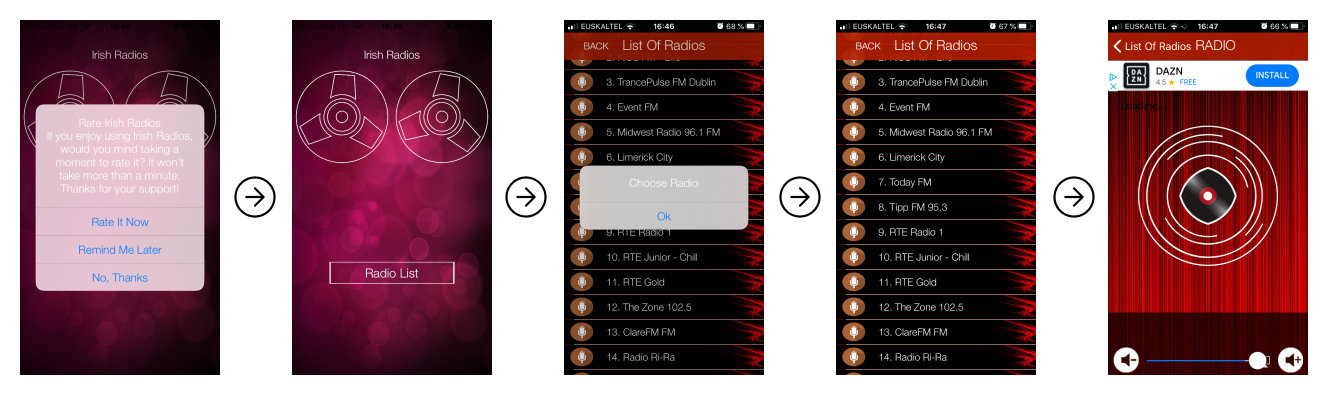 Irish Radios
Rate Irish Radios
If you enjoy using Irish Radios,
would you mind taking a
moment to rate it? It won't
take more than a minute.
Thanks for your support!
Rate It Now
Remind Me Later
No, Thanks
Irish Radios
Radio List
EUSKALTEL 16:46 68 %
BACK List Of Radios
3. TrancePulse FM Dublin
4. Event FM
5. Midwest Radio 96.1 FM
6. Limerick City
Choose Radio
Ok
9. RTE Radio 1
10. RTE Junior - Chill
11. RTE Gold
12. The Zone 102.5
13. ClareFM FM
14. Radio Ri-Ra
EUSKALTEL 16:47 67 %
BACK List Of Radios
3. TrancePulse FM Dublin
4. Event FM
5. Midwest Radio 96.1 FM
6. Limerick City
7. Today FM
8. Tipp FM 95.3
9. RTE Radio 1
10. RTE Junior - Chill
11. RTE Gold
12. The Zone 102.5
13. ClareFM FM
14. Radio Ri-Ra
EUSKALTEL 16:47 66 %
List Of Radios RADIO
DAZN
DAZN
4.5 ★ FREE
INSTALL
Loading...